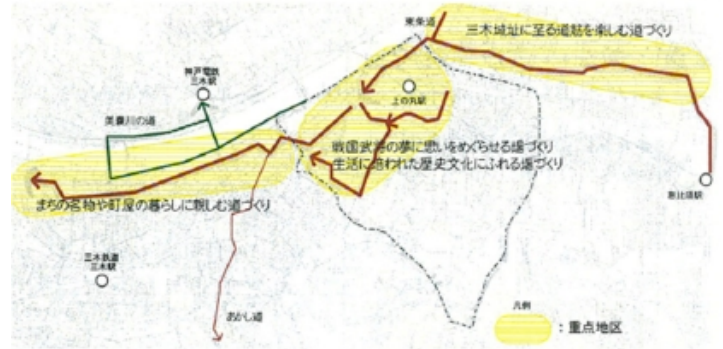 東条道
三木城址に至る道筋を楽しむ道づくり
神戸電鉄
三木駅
上の丸駅
美嚢川の道
戦国武将の夢に思いをめぐらせる場づくり
生活に培われた歴史文化にふれる場づくり
恵比須駅
まちの名物や町屋の暮らしに親しむ道づくり
三木鉄道
三木駅
あかし道
凡例
：重点地区